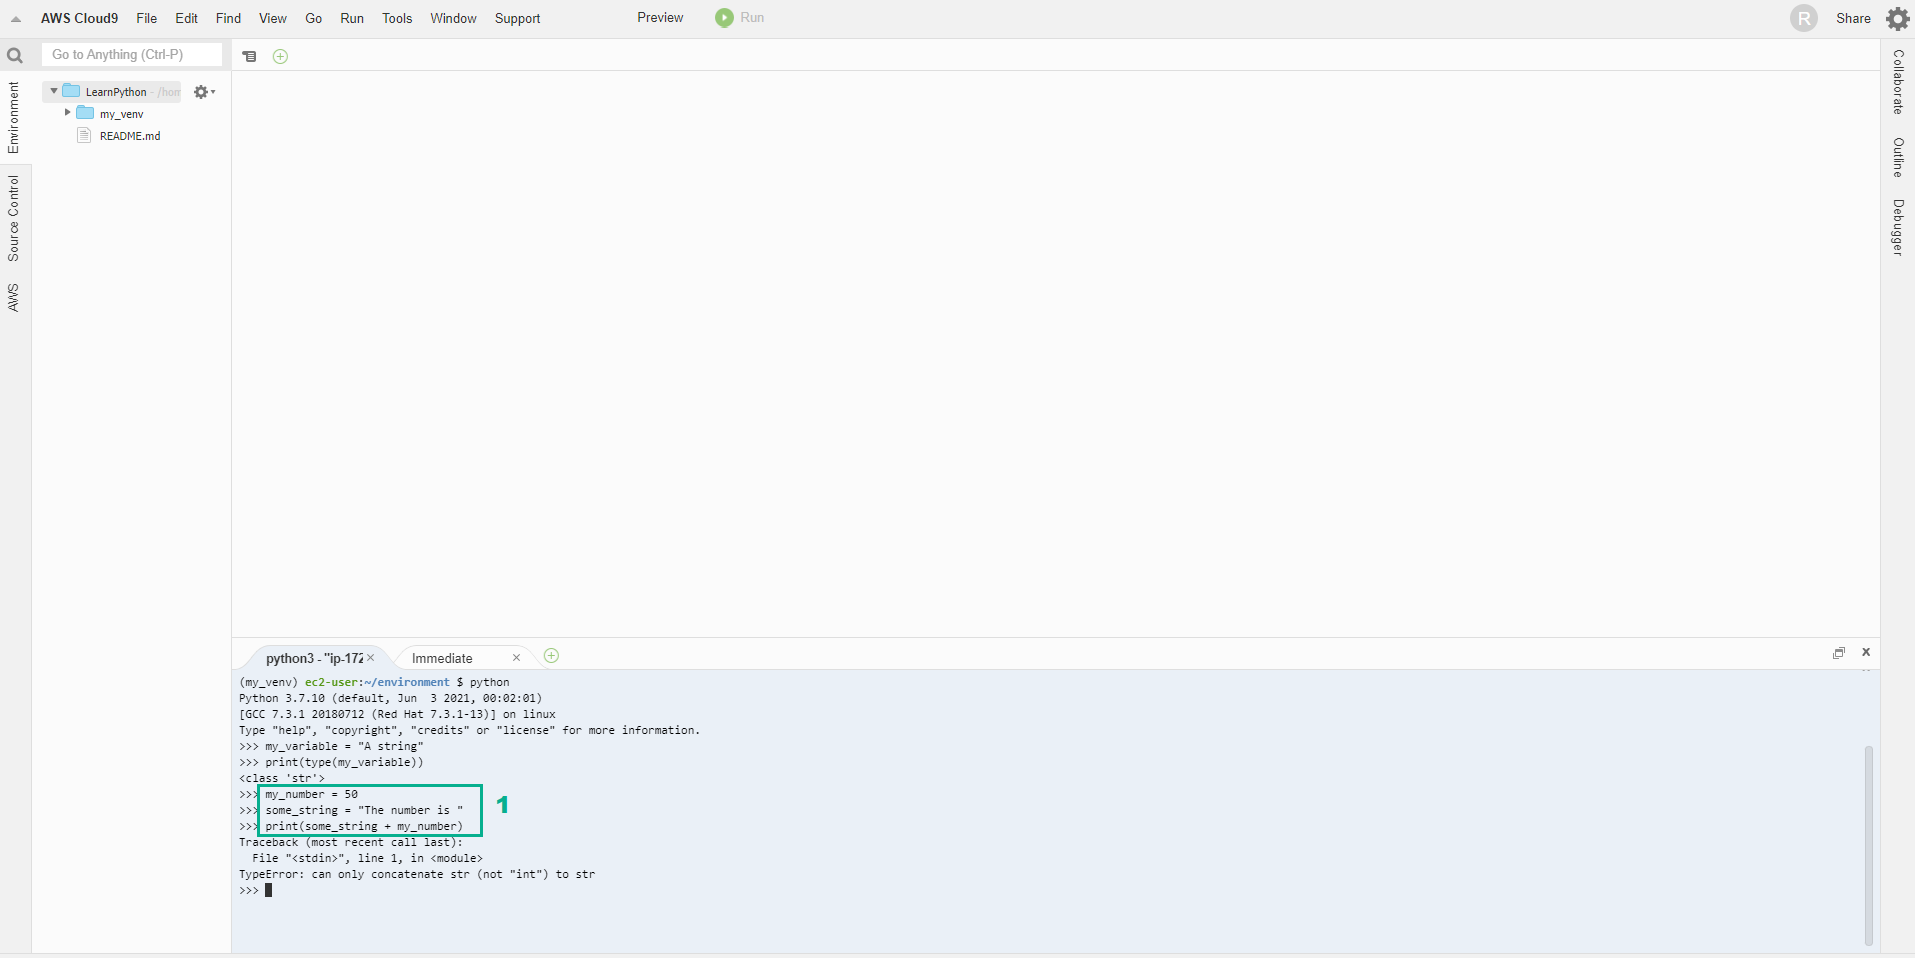 AWS Cloud9 File Edit Find View Go Run Tools Window Support Preview Run R Share
Go to Anything (Ctrl-P)
Environment
Source Control
AWS
LearnPython - /hom
my_venv
README.md
Collaborate
Outline
Debugger
python3 - "ip-172 × Immediate ×
(my_venv) ec2-user:~/environment $ python
Python 3.7.10 (default, Jun  3 2021, 00:02:01)
[GCC 7.3.1 20180712 (Red Hat 7.3.1-13)] on linux
Type "help", "copyright", "credits" or "license" for more information.
>>> my_variable = "A string"
>>> print(type(my_variable))
<class 'str'>
>>> my_number = 50
>>> some_string = "The number is "
>>> print(some_string + my_number)
1
Traceback (most recent call last):
  File "<stdin>", line 1, in <module>
TypeError: can only concatenate str (not "int") to str
>>>